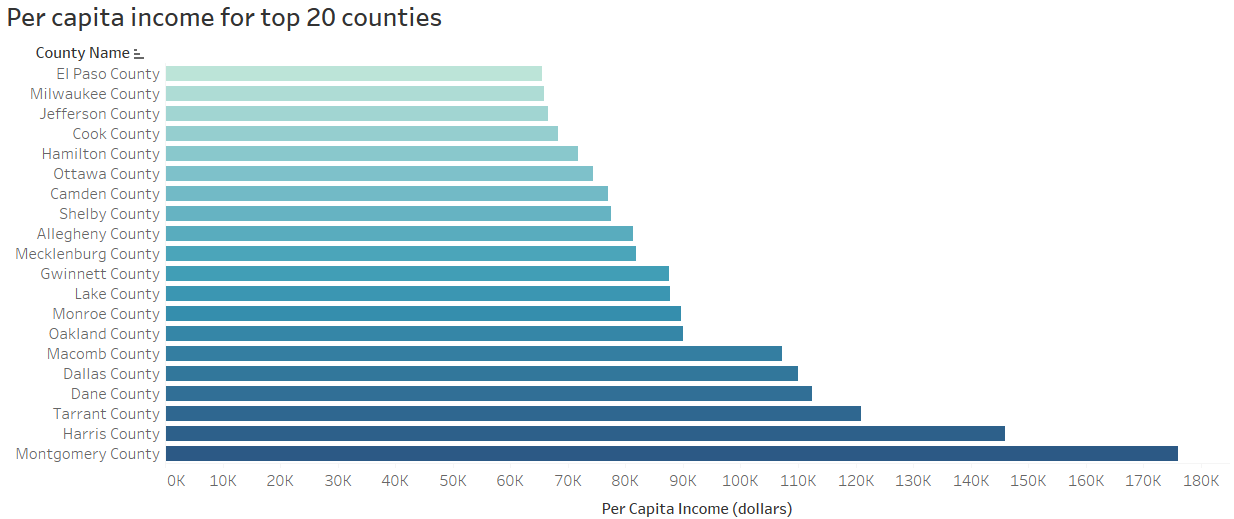 Per capita income for top 20 counties
County Name
El Paso County
Milwaukee County
Jefferson County
Cook County
Hamilton County
Ottawa County
Camden County
Shelby County
Allegheny County
Mecklenburg County
Gwinnett County
Lake County
Monroe County
Oakland County
Macomb County
Dallas County
Dane County
Tarrant County
Harris County
Montgomery County
0K 10K 20K 30K 40K 50K 60K 70K 80K 90K 100K 110K 120K 130K 140K 150K 160K 170K 180K
Per Capita Income (dollars)